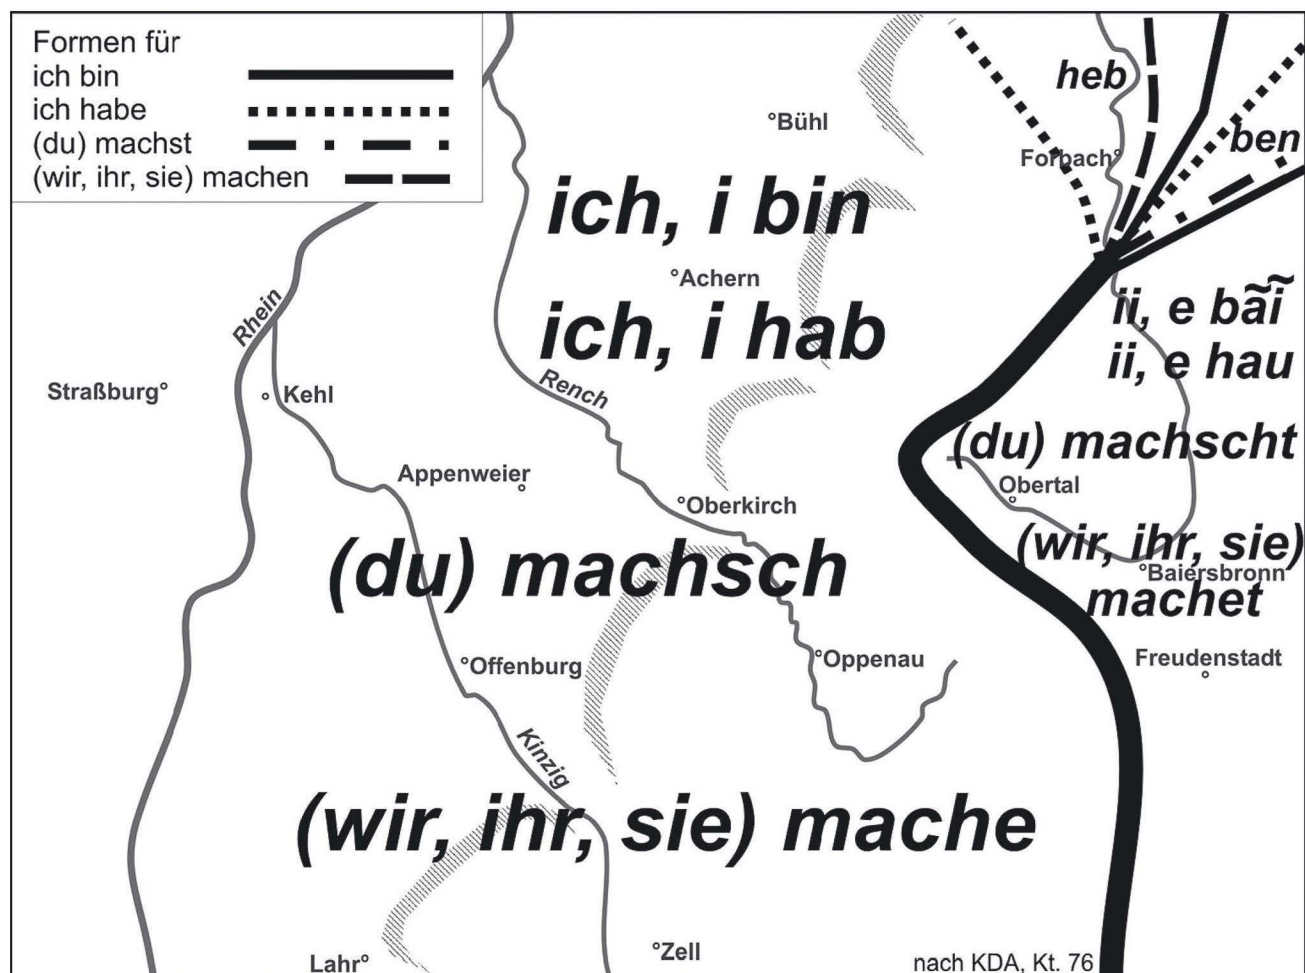 Formen für
ich bin
ich habe
(du) machst
(wir, ihr, sie) machen
heb
°Bühl
ben
Forbach°
ich, i bin
°Achern
Rhein
ii, e bãĩ
ich, i hab
ii, e hau
Rench
Straßburg°
Kehl
(du) machscht
Appenweier
Obertal
°Oberkirch
(wir, ihr, sie)
(du) machsch
°Baiersbronn
machet
°Offenburg
°Oppenau
Freudenstadt
Kinzig
(wir, ihr, sie) mache
°Zell
Lahr°
nach KDA, Kt. 76